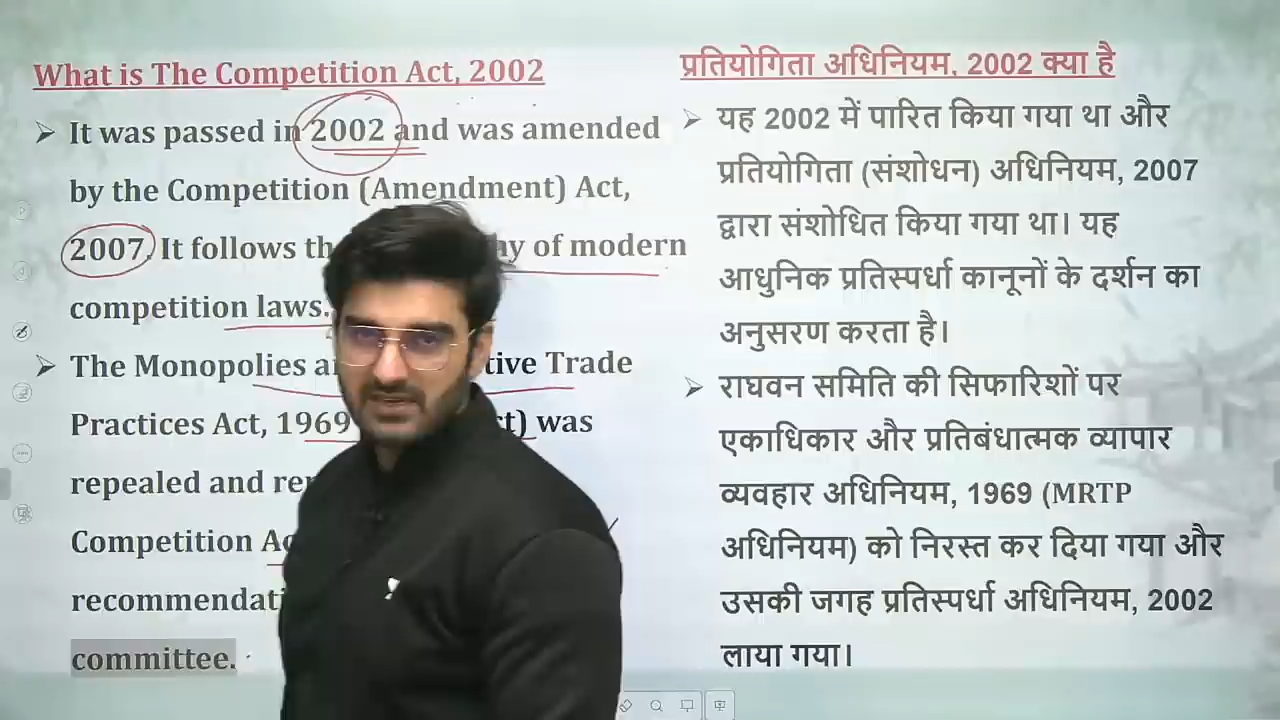 What is The Competition Act, 2002
It was passed in 2002 and was amended
by the Competition (Amendment) Act,
2007. It follows of modern
competition laws.
The Monopolies Trade
Practices Act, 1969 was
repealed and
Competition
committee.
प्रतियोगिता अधिनियम, 2002 क्या है
यह 2002 में पारित किया गया था और
प्रतियोगिता (संशोधन) अधिनियम, 2007
द्वारा संशोधित किया गया था। यह
आधुनिक प्रतिस्पर्धा कानूनों के दर्शन का
अनुसरण करता है।
राघवन समिति की सिफारिशों पर
एकाधिकार और प्रतिबंधात्मक व्यापार
व्यवहार अधिनियम, 1969 (MRTP
अधिनियम) को निरस्त कर दिया गया और
उसकी जगह प्रतिस्पर्धा अधिनियम, 2002
लाया गया।